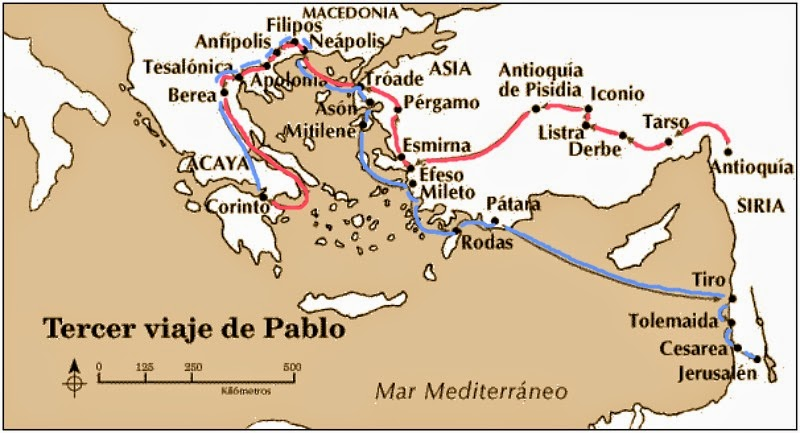 MACEDONIA
Filipos
Anfípolis
Neápolis
Tesalónica
Apolonia
Berea
Tróade
ASIA
Antioquía
de Pisidia
Iconio
Asón
Pérgamo
Mitilene
Listra
Tarso
Derbe
Esmirna
Antioquía
ACAYA
Efeso
Mileto
Corinto
Pátara
SIRIA
Rodas
Tiro
Tercer viaje de Pablo
Tolemaida
Cesarea
Jerusalén
0 125 250 500
Kilómetros
Mar Mediterráneo